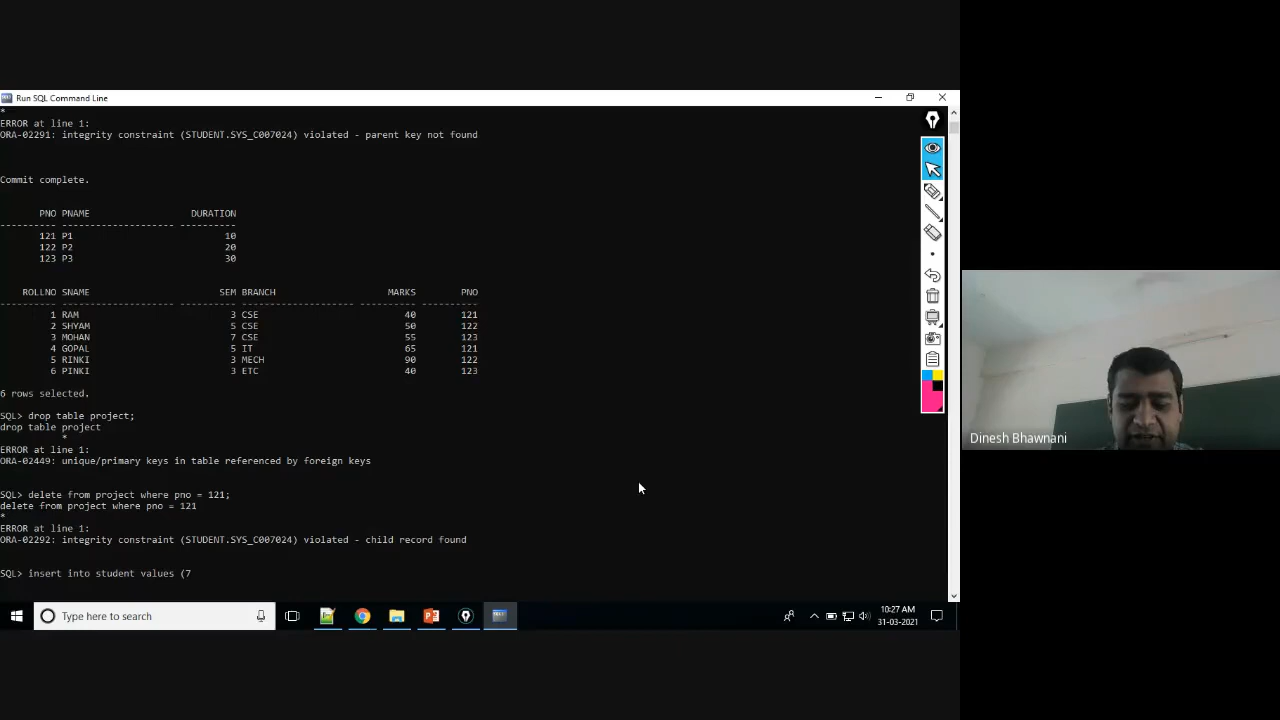 Run SQL Command Line
*
ERROR at line 1:
ORA-02291: integrity constraint (STUDENT.SYS_C007024) violated - parent key not found
Commit complete.
PNO PNAME DURATION
---------- -------------------- ----------
121 P1 10
122 P2 20
123 P3 30
ROLLNO SNAME SEM BRANCH MARKS PNO
---------- -------------------- ---------- -------------------- ---------- ----------
1 RAM 3 CSE 40 121
2 SHYAM 5 CSE 50 122
3 MOHAN 7 CSE 55 123
4 GOPAL 5 IT 65 121
5 RINKI 3 MECH 90 122
6 PINKI 3 ETC 40 123
6 rows selected.
SQL> drop table project;
drop table project
*
ERROR at line 1:
ORA-02449: unique/primary keys in table referenced by foreign keys
SQL> delete from project where pno = 121;
delete from project where pno = 121
*
ERROR at line 1:
ORA-02292: integrity constraint (STUDENT.SYS_C007024) violated - child record found
SQL> insert into student values (7
Dinesh Bhawnani
Type here to search
10:27 AM
31-03-2021